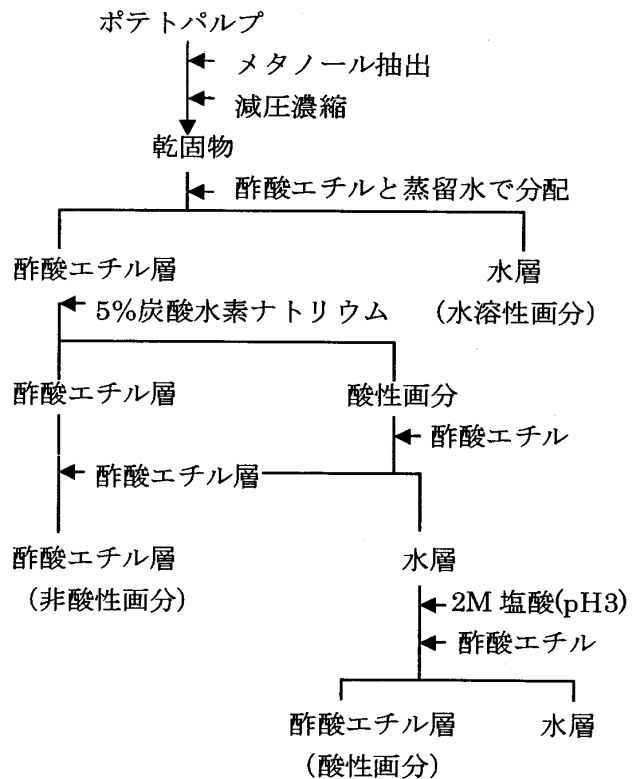 ポテトパルプ
メタノール抽出
減圧濃縮
乾固物
酢酸エチルと蒸留水で分配
酢酸エチル層
水層
(水溶性画分)
5%炭酸水素ナトリウム
酢酸エチル層
酸性画分
酢酸エチル
酢酸エチル層
酢酸エチル層
(非酸性画分)
水層
2M 塩酸(pH3)
酢酸エチル
酢酸エチル層
(酸性画分)
水層